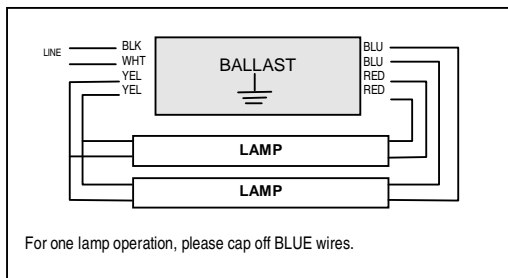 LINE
BLK
WHT
YEL
YEL
BALLAST
BLU
BLU
RED
RED
LAMP
LAMP
For one lamp operation, please cap off BLUE wires.